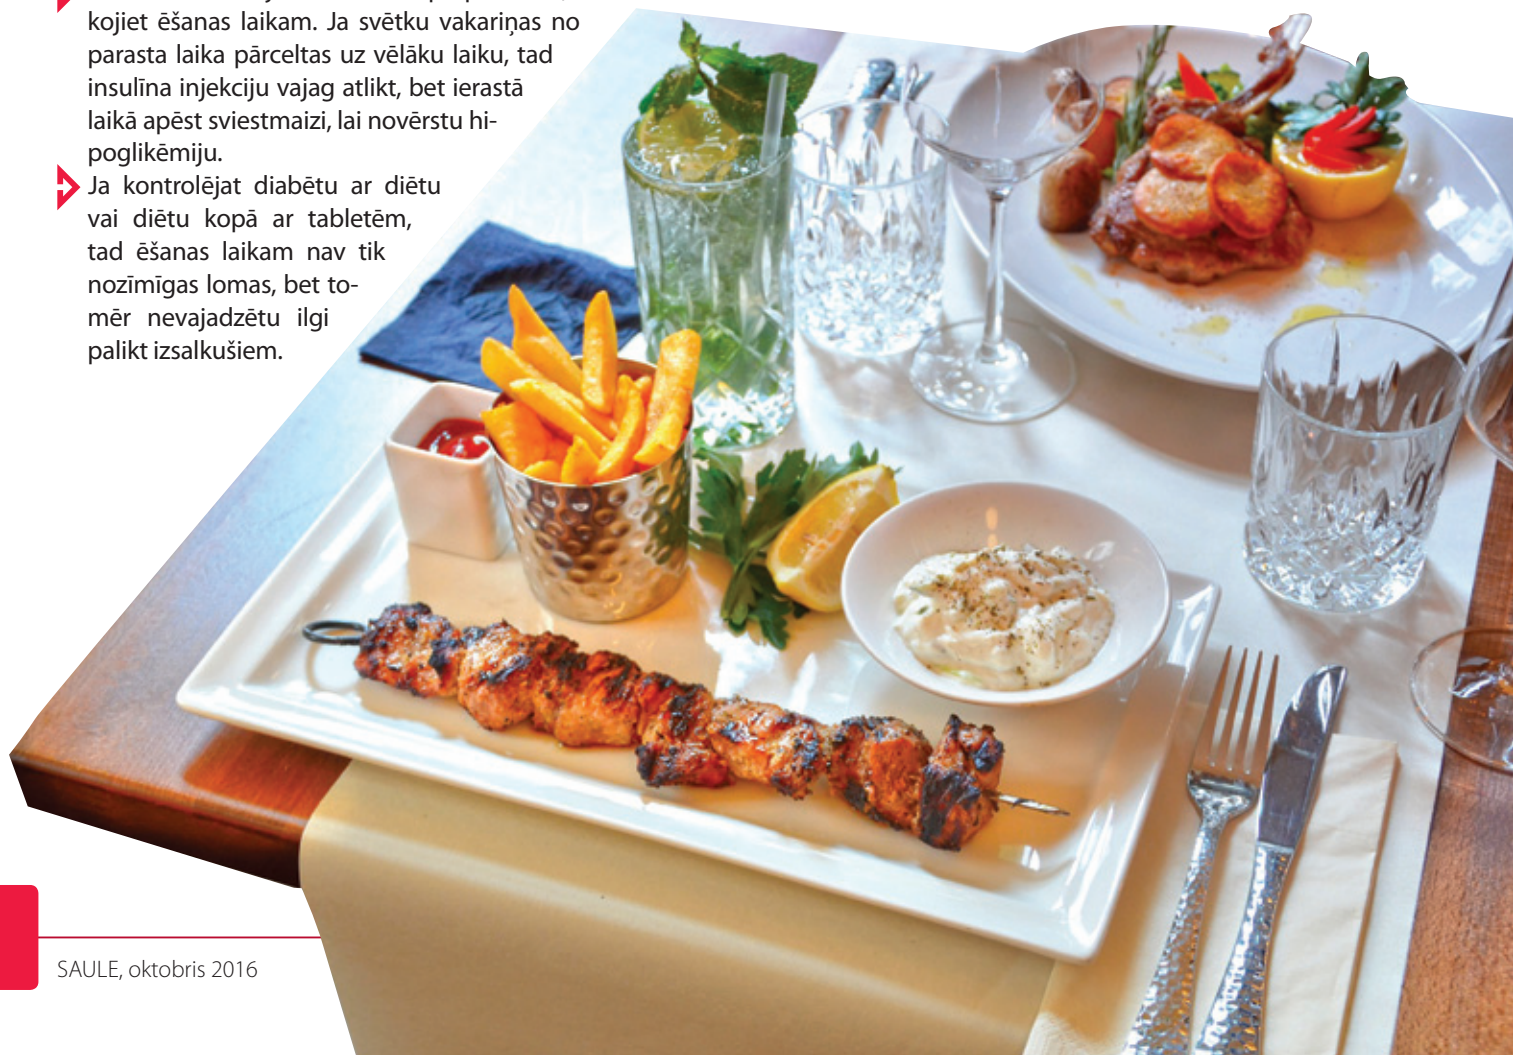 kojiet ēšanas laikam. Ja svētku vakariņas no
parasta laika pārceltas uz vēlāku laiku, tad
insulīna injekciju vajag atlikt, bet ierastā
laikā apēst sviestmaizi, lai novērstu hi-
poglikēmiju.
Ja kontrolējat diabētu ar diētu
vai diētu kopā ar tabletēm,
tad ēšanas laikam nav tik
nozīmīgas lomas, bet to-
mēr nevajadzētu ilgi
palikt izsalkušiem.
SAULE, oktobris 2016